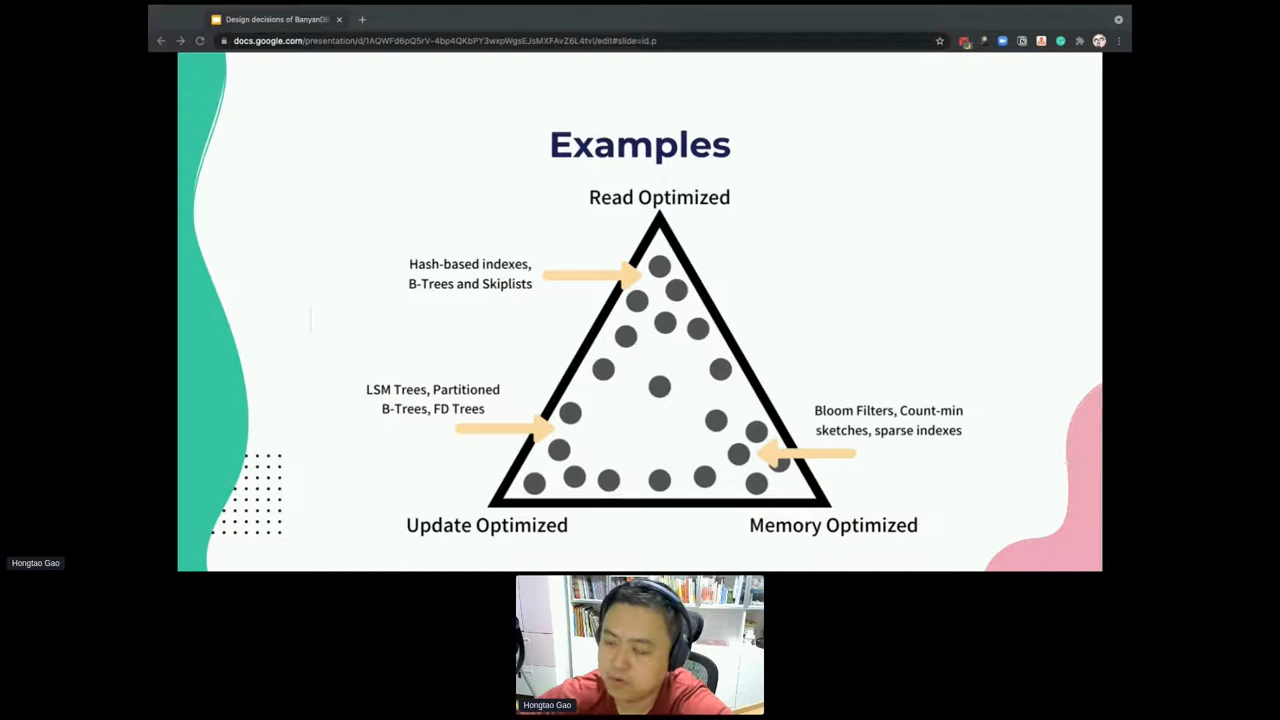 Design decisions of BanyanDB
docs.google.com/presentation/d/1AQWFd6pQ5rV-4bp4QKbPY3wxpWgsEJsMXFAvZ6L4tvI/edit#slide=id.p
Examples
Read Optimized
Hash-based indexes,
B-Trees and Skiplists
LSM Trees, Partitioned
B-Trees, FD Trees
Bloom Filters, Count-min
sketches, sparse indexes
Update Optimized
Memory Optimized
Hongtao Gao
Hongtao Gao